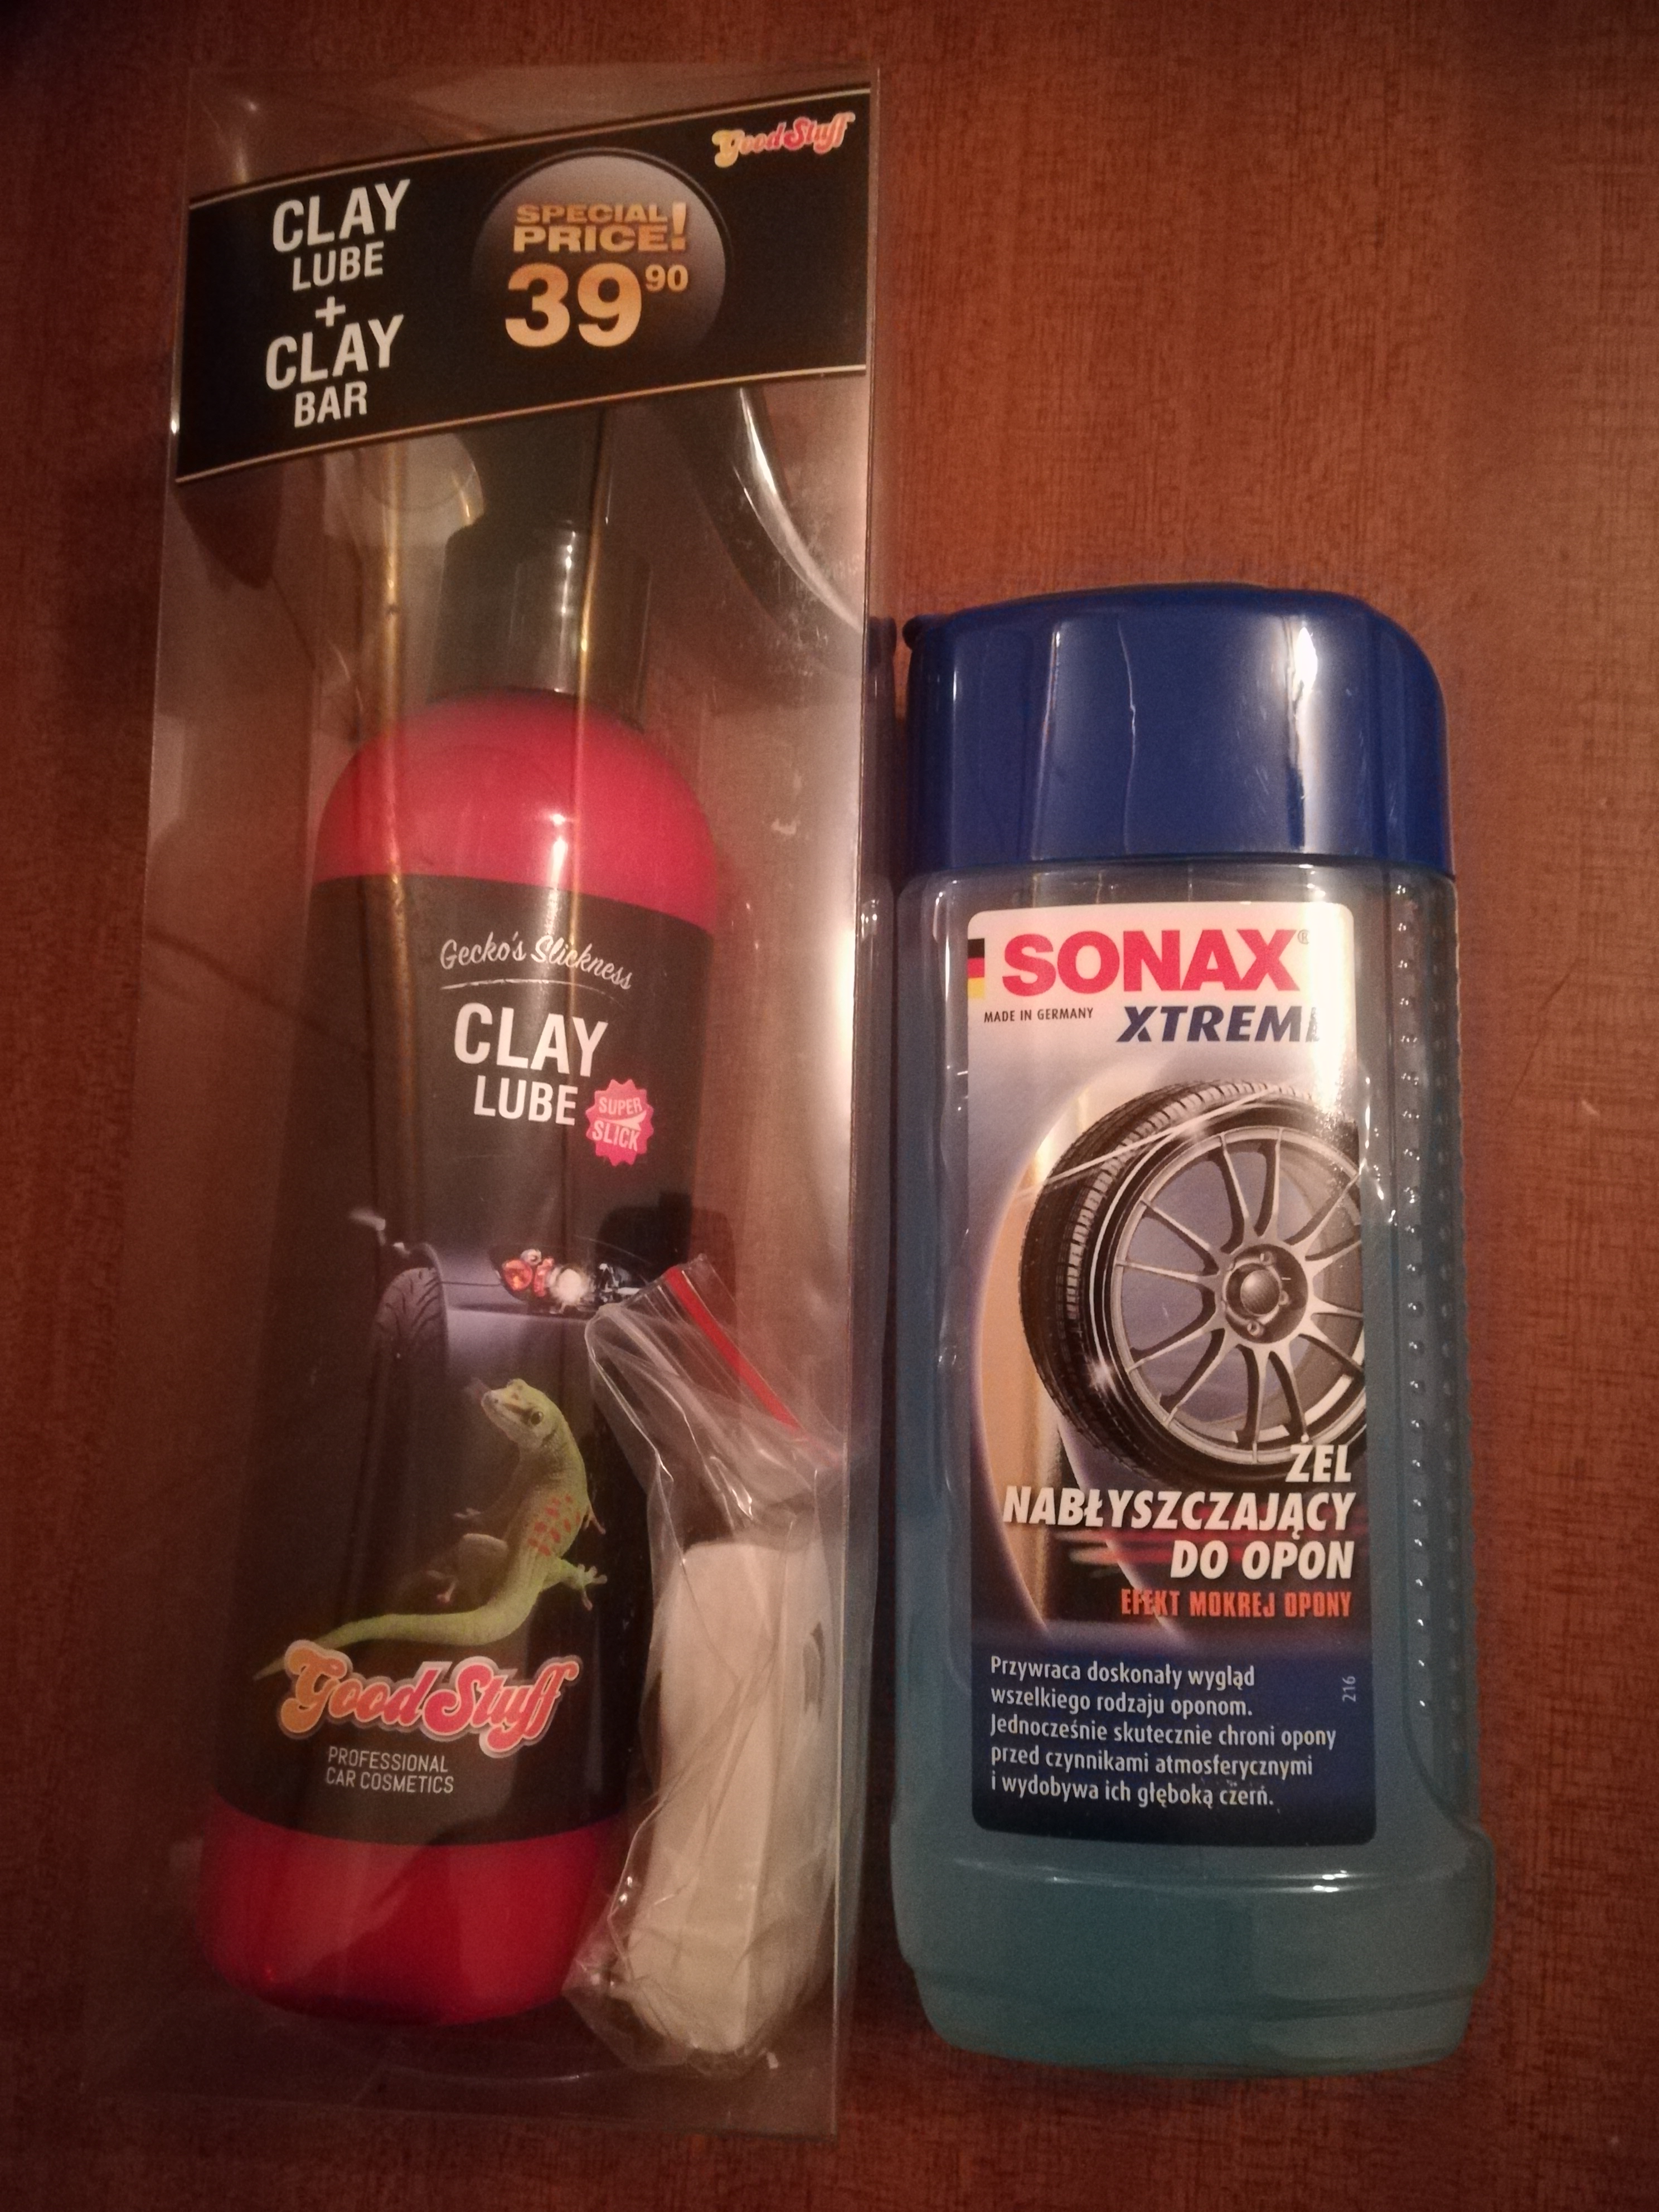 GoodStuff
CLAY
LUBE
+
CLAY
BAR
SPECIAL
PRICE!
39 90
Gecko's Slickness
CLAY
LUBE
SUPER
SLICK
GoodStuff
PROFESSIONAL
CAR COSMETICS
SONAX®
MADE IN GERMANY
XTREME
ŻEL
NABŁYSZCZAJĄCY
DO OPON
EFEKT MOKREJ OPONY
Przywraca doskonały wygląd
wszelkiego rodzaju oponom.
Jednocześnie skutecznie chroni opony
przed czynnikami atmosferycznymi
i wydobywa ich głęboką czerń.
216